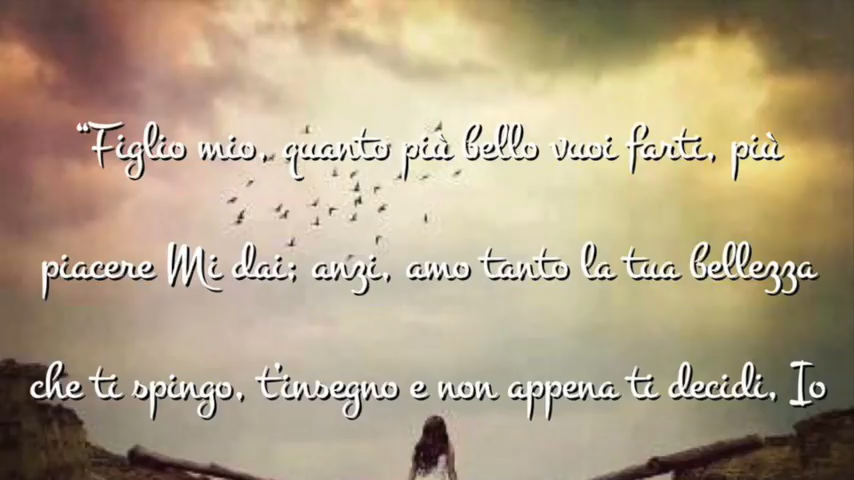 “Figlio mio, quanto più bello vuoi farti, più
piacere Mi dai; anzi, amo tanto la tua bellezza
che ti spingo, t'insegno e non appena ti decidi, Io